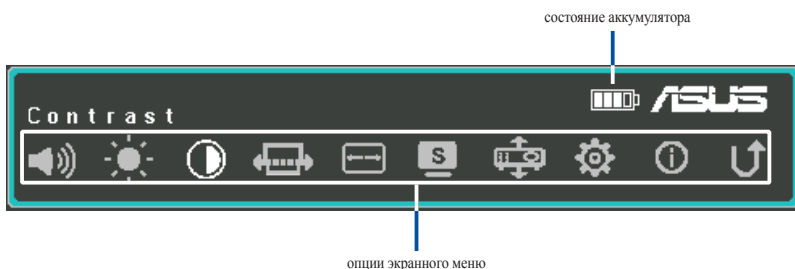 состояние аккумулятора
ASUS
Contrast
S
опции экранного меню